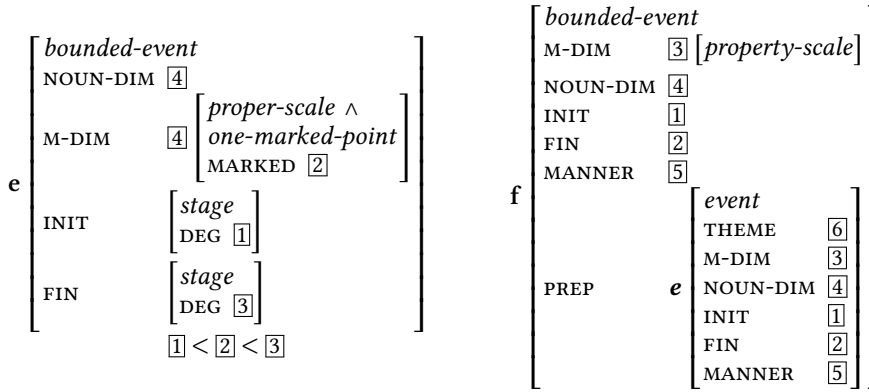 e
bounded-event
NOUN-DIM 4
M-DIM 4
proper-scale ∧
one-marked-point
MARKED 2
INIT
stage
DEG 1
FIN
stage
DEG 3
1 < 2 < 3
f
bounded-event
M-DIM 3 [property-scale]
NOUN-DIM 4
INIT 1
FIN 2
MANNER 5
PREP e
event
THEME 6
M-DIM 3
NOUN-DIM 4
INIT 1
FIN 2
MANNER 5